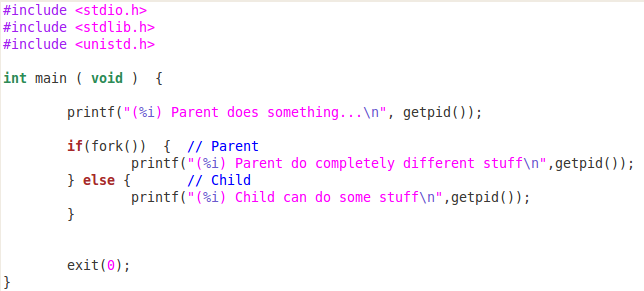 #include <stdio.h>
#include <stdlib.h>
#include <unistd.h>
int main ( void )  {
        printf("(%i) Parent does something...\n", getpid());
        if(fork())  {  // Parent
                printf("(%i) Parent do completely different stuff\n",getpid());
        } else {       // Child
                printf("(%i) Child can do some stuff\n",getpid());
        }
        exit(0);
}